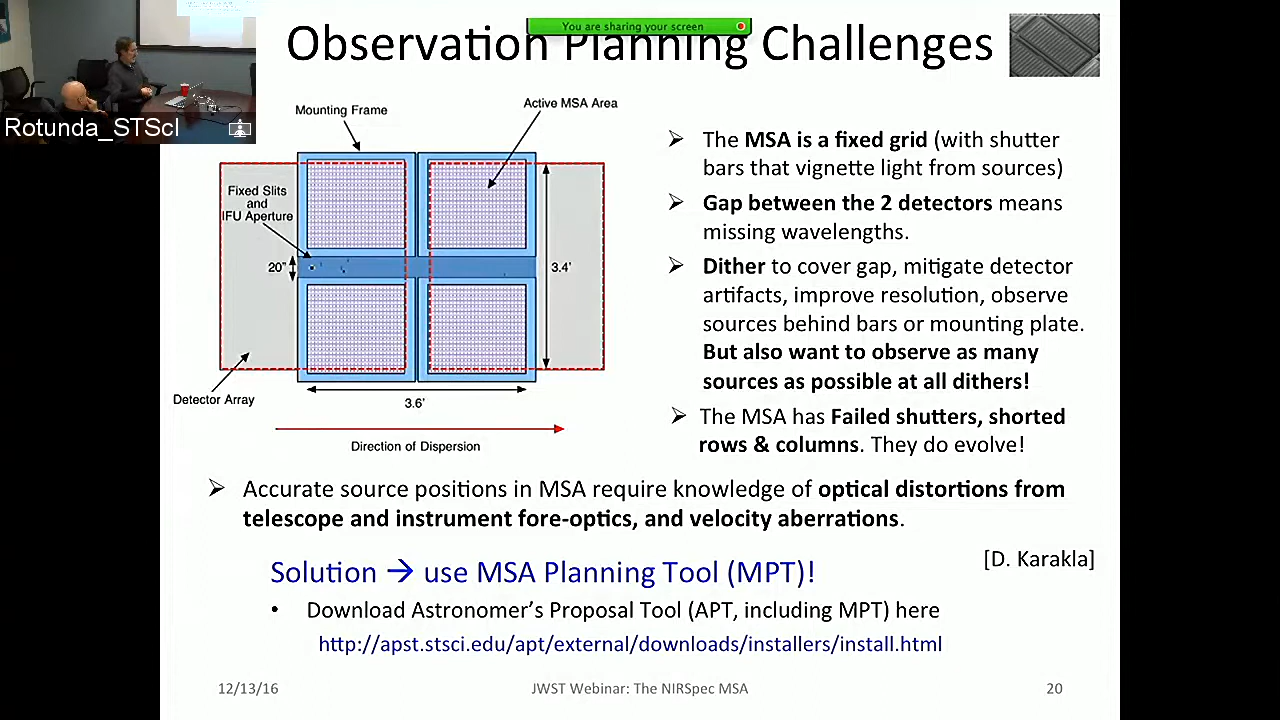 You are sharing your screen
Observation Planning Challenges
Rotunda_STScI
Mounting Frame
Active MSA Area
Fixed Slits
and
IFU Aperture
20"
3.4'
Detector Array
3.6'
Direction of Dispersion
➢ The MSA is a fixed grid (with shutter
bars that vignette light from sources)
➢ Gap between the 2 detectors means
missing wavelengths.
➢ Dither to cover gap, mitigate detector
artifacts, improve resolution, observe
sources behind bars or mounting plate.
But also want to observe as many
sources as possible at all dithers!
➢ The MSA has Failed shutters, shorted
rows & columns. They do evolve!
➢ Accurate source positions in MSA require knowledge of optical distortions from
telescope and instrument fore-optics, and velocity aberrations.
[D. Karakla]
Solution → use MSA Planning Tool (MPT)!
• Download Astronomer's Proposal Tool (APT, including MPT) here
http://apst.stsci.edu/apt/external/downloads/installers/install.html
12/13/16
JWST Webinar: The NIRSpec MSA
20